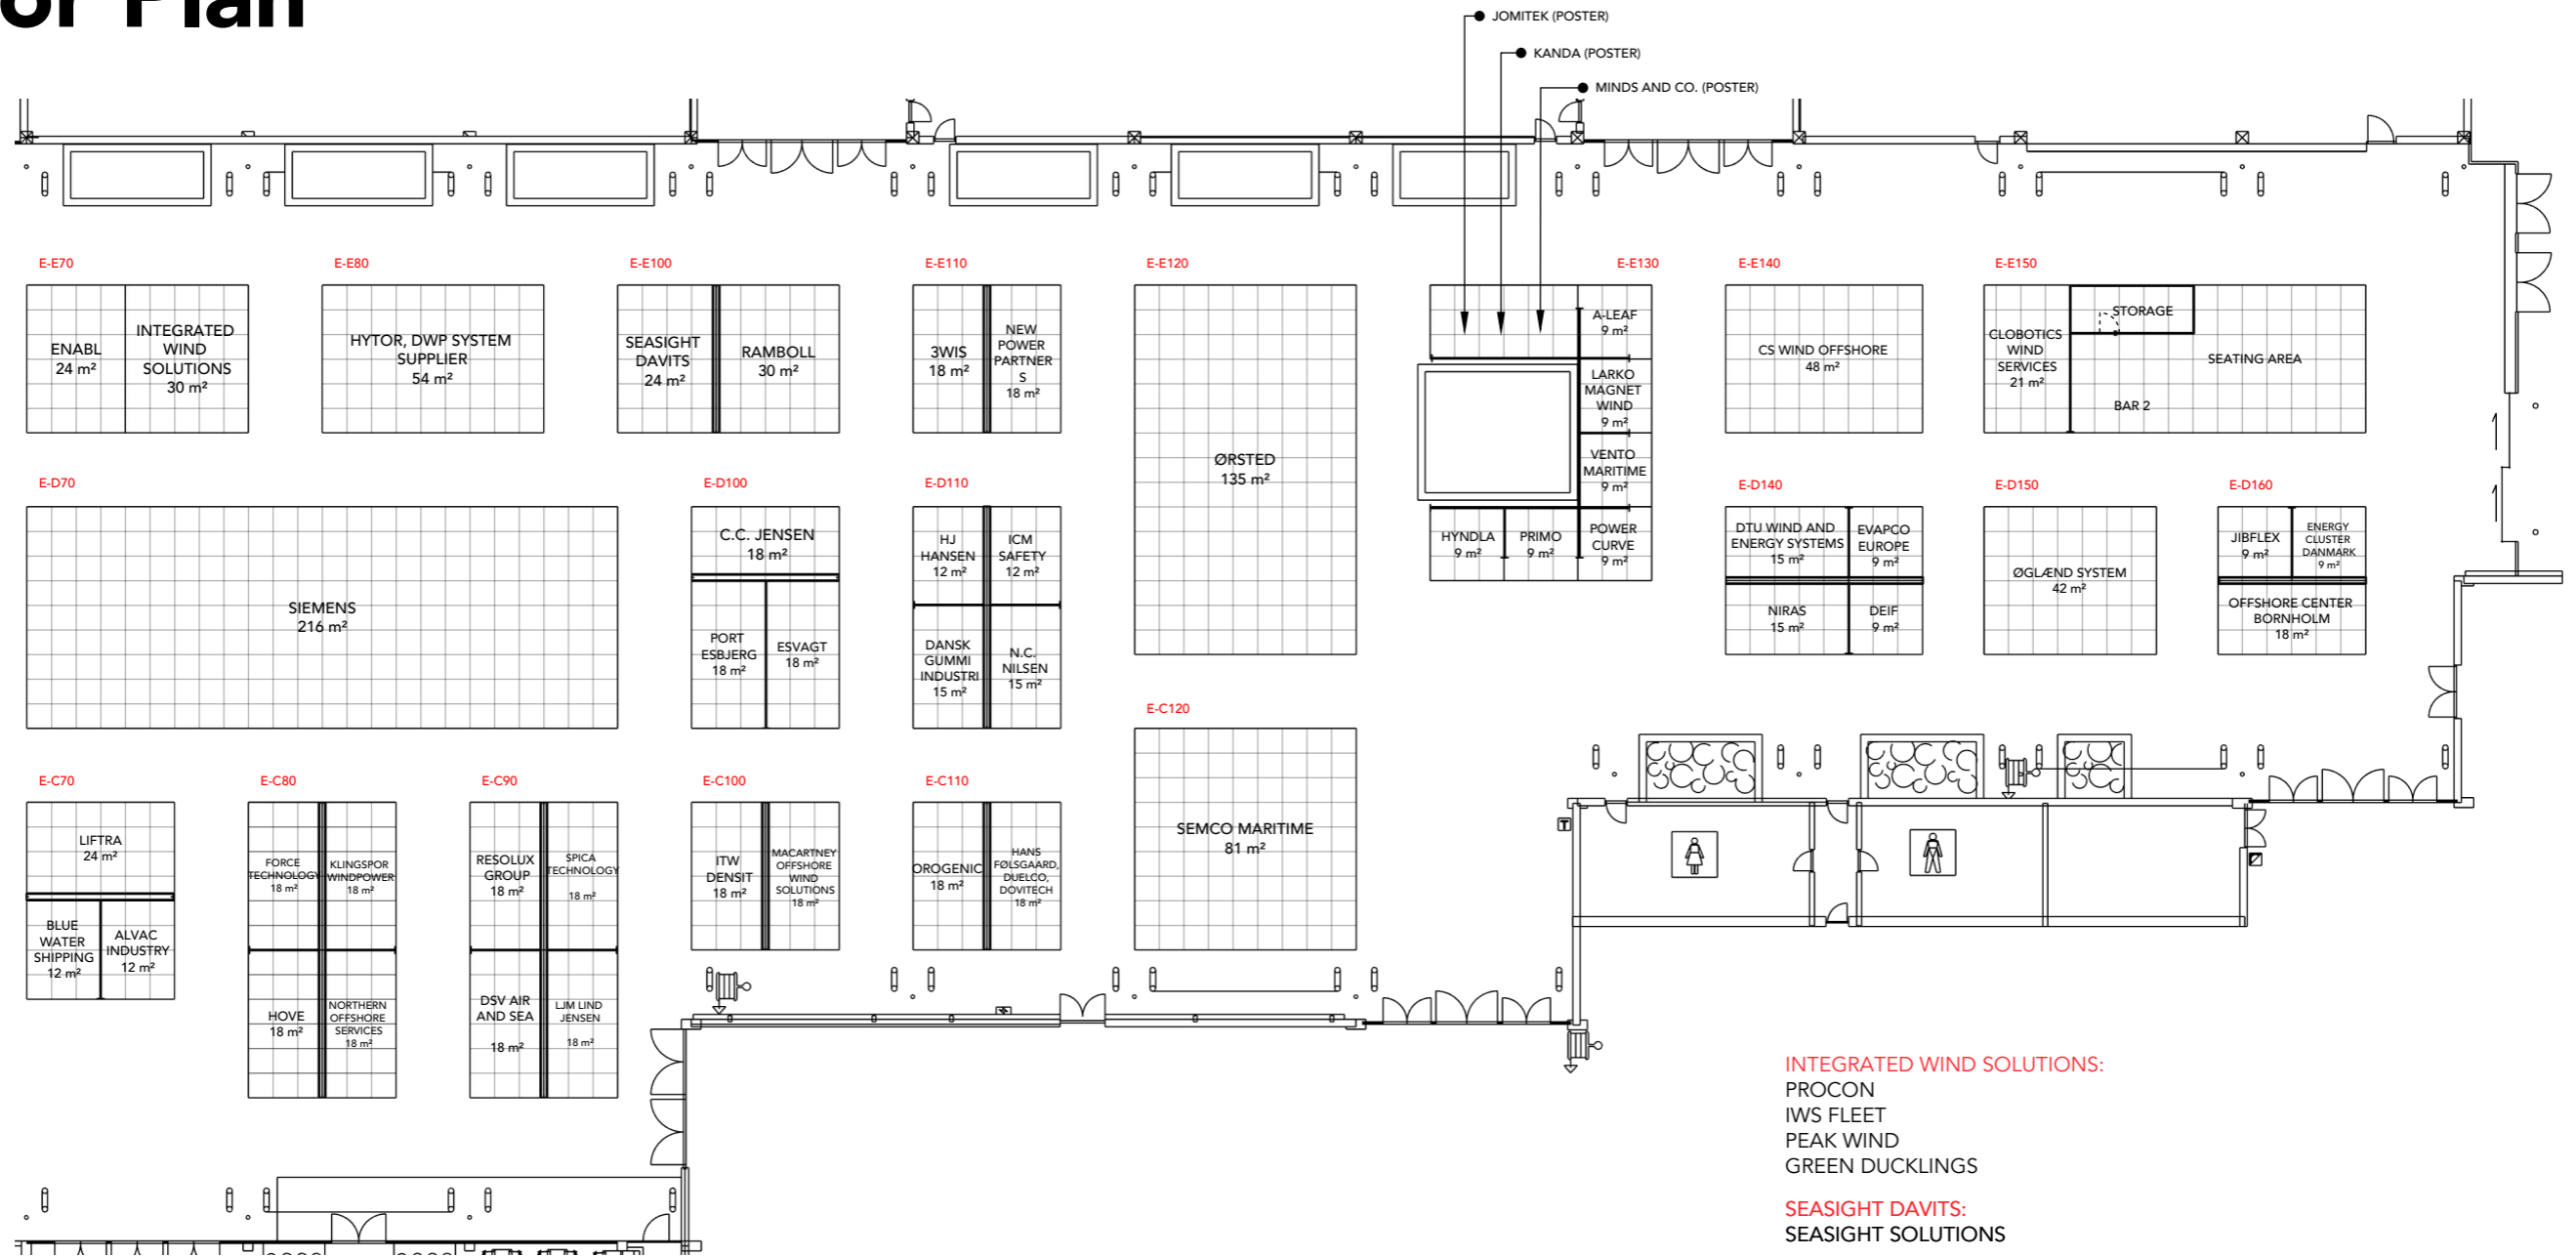 or Plan
JOMITEK (POSTER)
KANDA (POSTER)
MINDS AND CO. (POSTER)
E-E70
E-E80
E-E100
E-E110
E-E120
E-E130
E-E140
E-E150
ENABL
24 m²
INTEGRATED
WIND
SOLUTIONS
30 m²
HYTOR, DWP SYSTEM
SUPPLIER
54 m²
SEASIGHT
DAVITS
24 m²
RAMBOLL
30 m²
3WIS
18 m²
NEW
POWER
PARTNER
S
18 m²
ØRSTED
135 m²
A-LEAF
9 m²
LARKO
MAGNET
WIND
9 m²
VENTO
MARITIME
9 m²
HYNDLA
9 m²
PRIMO
9 m²
POWER
CURVE
9 m²
CS WIND OFFSHORE
48 m²
CLOBOTICS
WIND
SERVICES
21 m²
STORAGE
SEATING AREA
BAR 2
E-D70
E-D100
E-D110
E-D140
E-D150
E-D160
SIEMENS
216 m²
C.C. JENSEN
18 m²
PORT
ESBJERG
18 m²
ESVAGT
18 m²
HJ
HANSEN
12 m²
ICM
SAFETY
12 m²
DANSK
GUMMI
INDUSTRI
15 m²
N.C.
NILSEN
15 m²
DTU WIND AND
ENERGY SYSTEMS
15 m²
EVAPCO
EUROPE
9 m²
NIRAS
15 m²
DEIF
9 m²
ØGLÆND SYSTEM
42 m²
JIBFLEX
9 m²
ENERGY
CLUSTER
DANMARK
9 m²
OFFSHORE CENTER
BORNHOLM
18 m²
E-C120
E-C70
E-C80
E-C90
E-C100
E-C110
LIFTRA
24 m²
BLUE
WATER
SHIPPING
12 m²
ALVAC
INDUSTRY
12 m²
FORCE
TECHNOLOGY
18 m²
KLINGSPOR
WINDPOWER
18 m²
HOVE
18 m²
NORTHERN
OFFSHORE
SERVICES
18 m²
RESOLUX
GROUP
18 m²
SPICA
TECHNOLOGY
18 m²
DSV AIR
AND SEA
18 m²
LJM LIND
JENSEN
18 m²
ITW
DENSIT
18 m²
MACARTNEY
OFFSHORE
WIND
SOLUTIONS
18 m²
OROGENIC
18 m²
HANS
FØLSGAARD,
DUELCO,
DOVITECH
18 m²
SEMCO MARITIME
81 m²
T
INTEGRATED WIND SOLUTIONS:
PROCON
IWS FLEET
PEAK WIND
GREEN DUCKLINGS
SEASIGHT DAVITS:
SEASIGHT SOLUTIONS